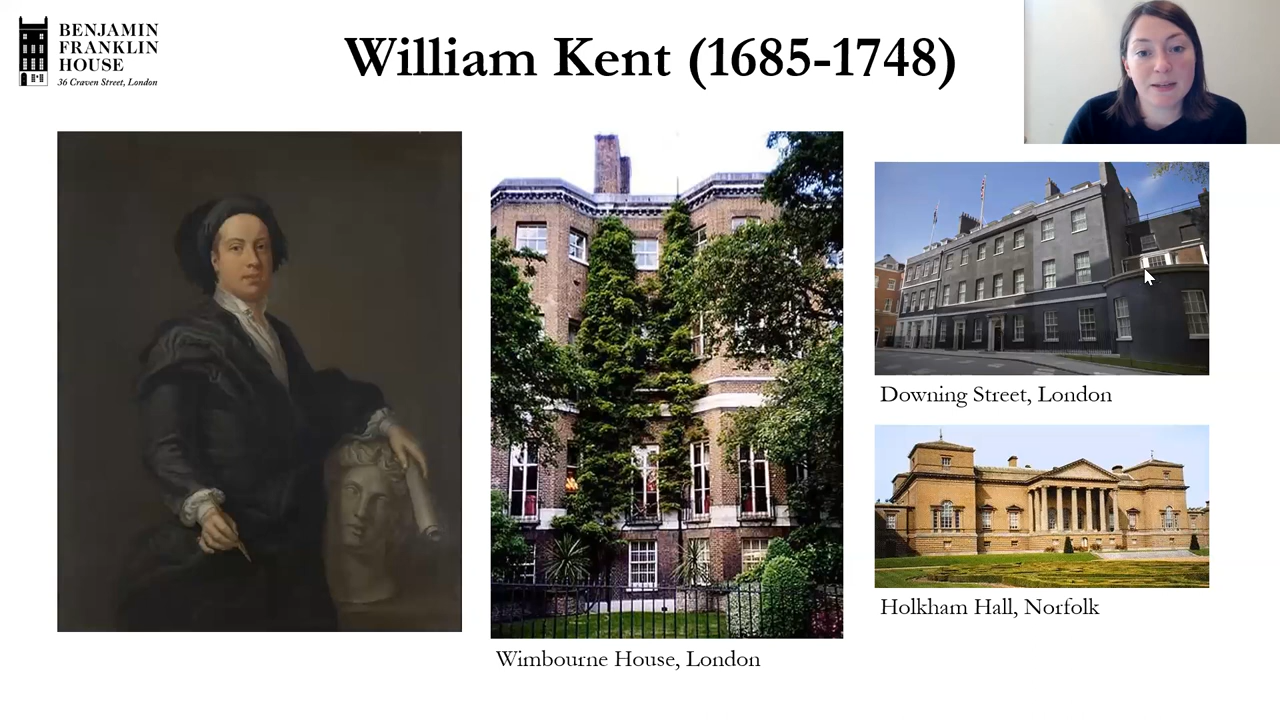 BENJAMIN
FRANKLIN
HOUSE
36 Craven Street, London
William Kent (1685-1748)
Downing Street, London
Holkham Hall, Norfolk
Wimbourne House, London